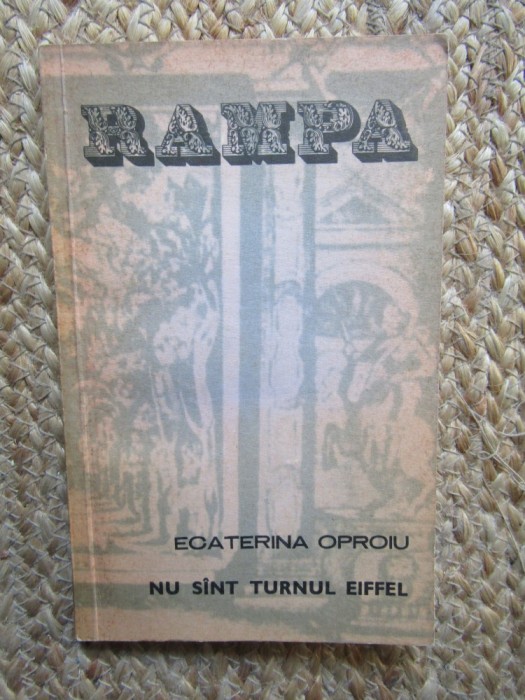 RAMPA
ECATERINA OPROIU
NU SÎNT TURNUL EIFFEL